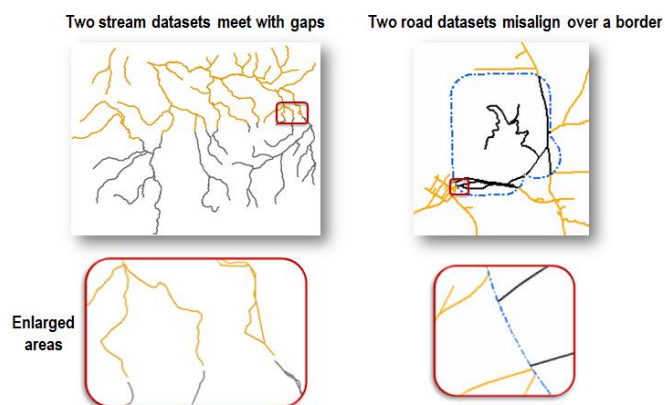 Two stream datasets meet with gaps
Two road datasets misalign over a border
Enlarged
areas